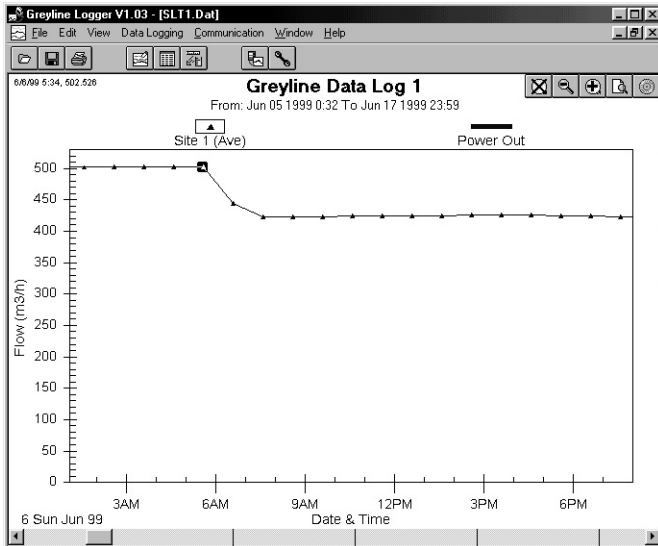 Greyline Logger V1.03 - [SLT1.Dat]
File Edit View Data Logging Communication Window Help
6/6/99 5:34, 502.526
Greyline Data Log 1
From: Jun 05 1999 0:32 To Jun 17 1999 23:59
Site 1 (Ave) Power Out
500
450
400
350
300
250
200
150
100
50
0
Flow (m3/h)
3AM 6AM 9AM 12PM 3PM 6PM
6 Sun Jun 99 Date & Time